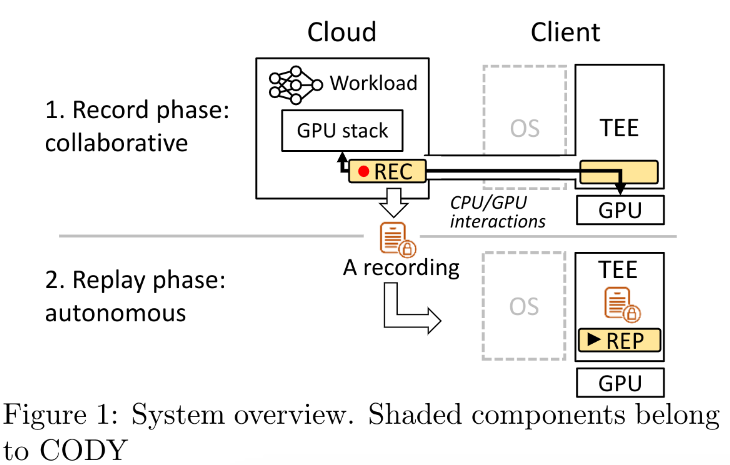 Cloud
Client
1. Record phase:
collaborative
Workload
GPU stack
REC
OS
TEE
CPU/GPU
interactions
GPU
A recording
2. Replay phase:
autonomous
OS
TEE
REP
GPU
Figure 1: System overview. Shaded components belong
to CODY